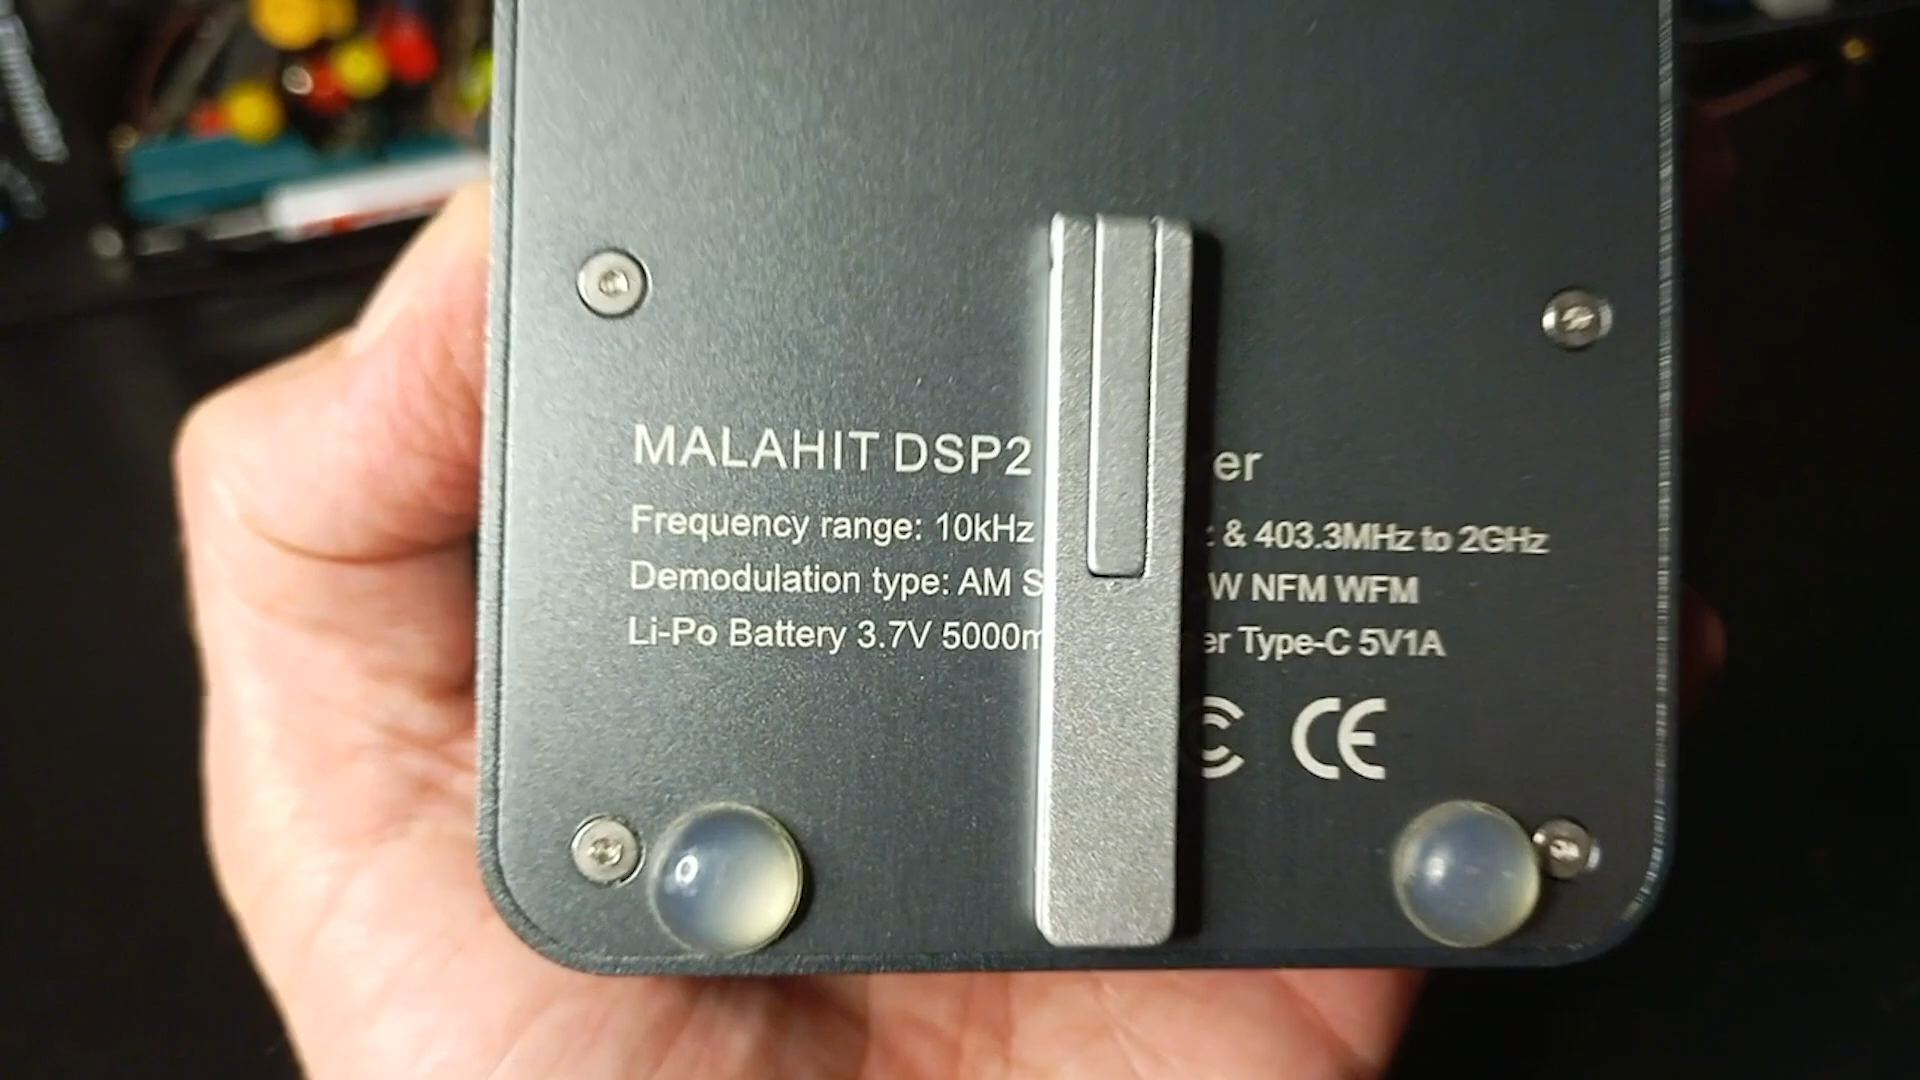 MALAHIT DSP2 er
Frequency range: 10kHz & 403.3MHz to 2GHz
Demodulation type: AM S W NFM WFM
Li-Po Battery 3.7V 5000m er Type-C 5V1A
C CE